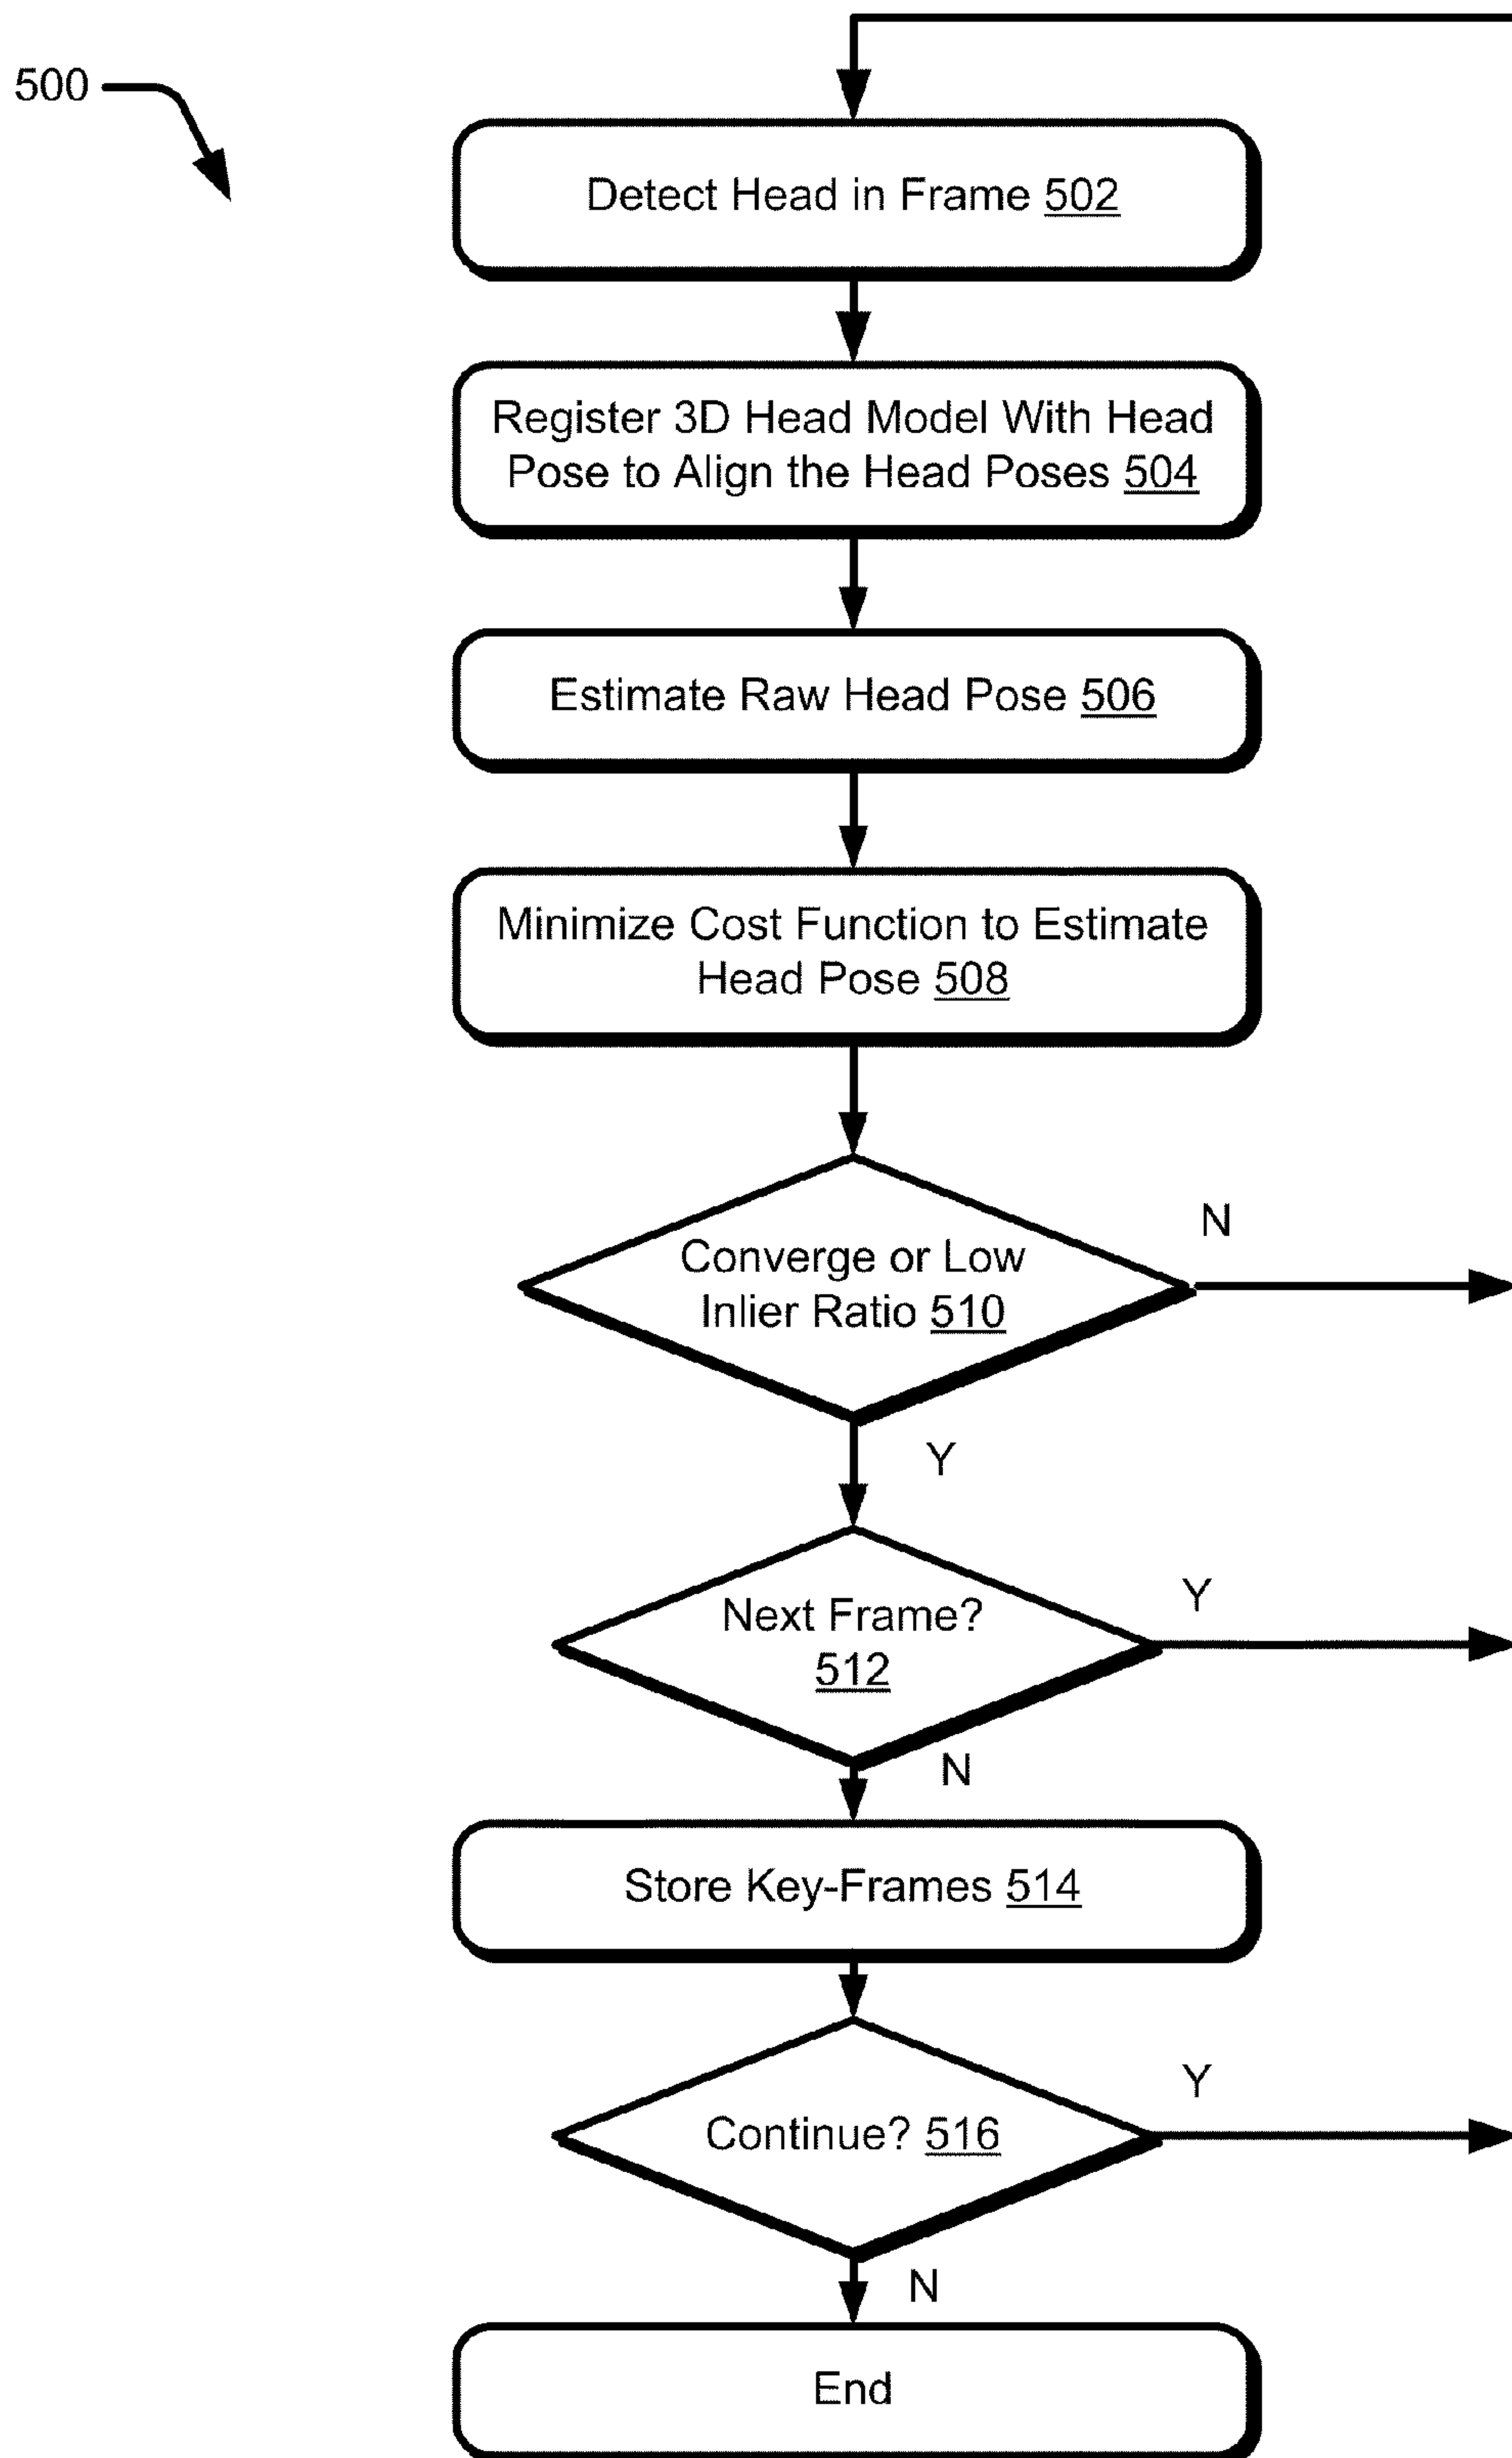 500
Detect Head in Frame 502
Register 3D Head Model With Head
Pose to Align the Head Poses 504
Estimate Raw Head Pose 506
Minimize Cost Function to Estimate
Head Pose 508
Converge or Low
Inlier Ratio 510
N
Y
Next Frame?
512
Y
N
Store Key-Frames 514
Continue? 516
Y
N
End